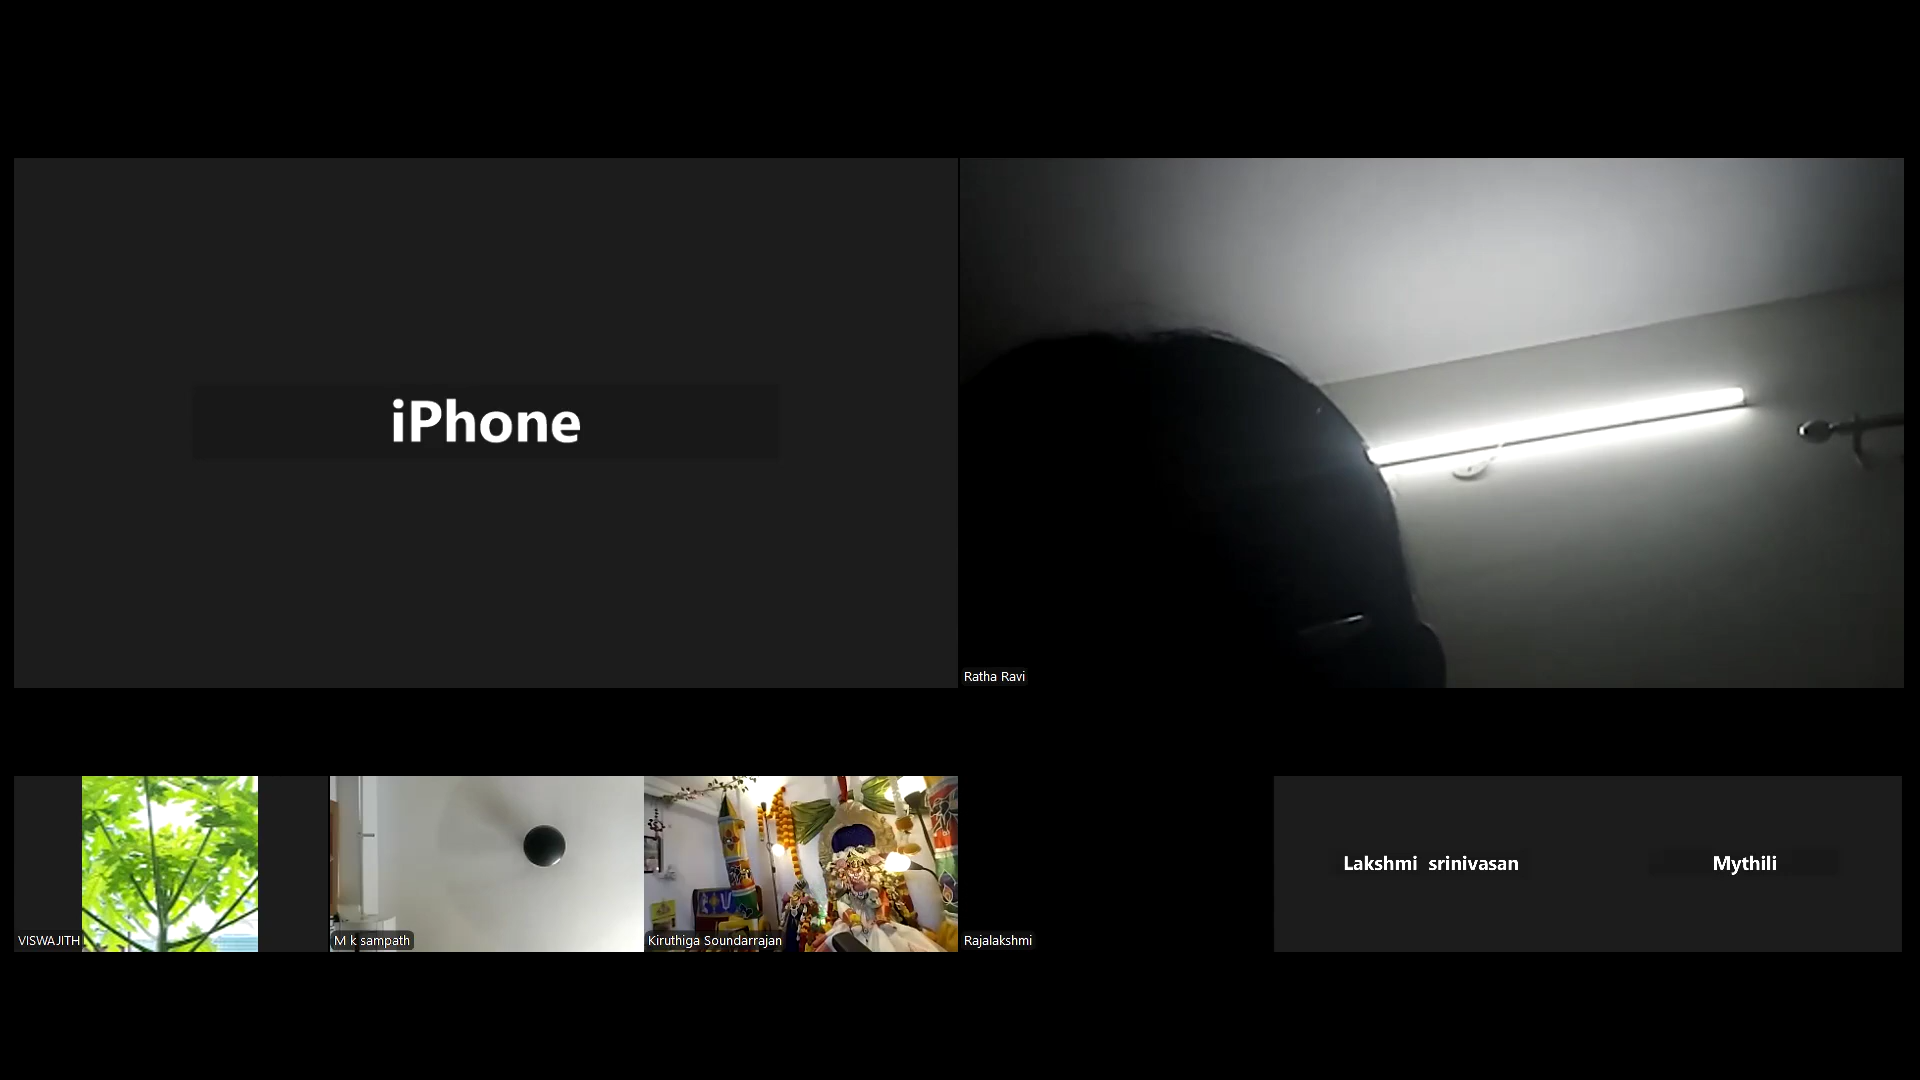 iPhone
Ratha Ravi
VISWAJITH
M k sampath
Kiruthiga Soundarrajan
Rajalakshmi
Lakshmi srinivasan
Mythili